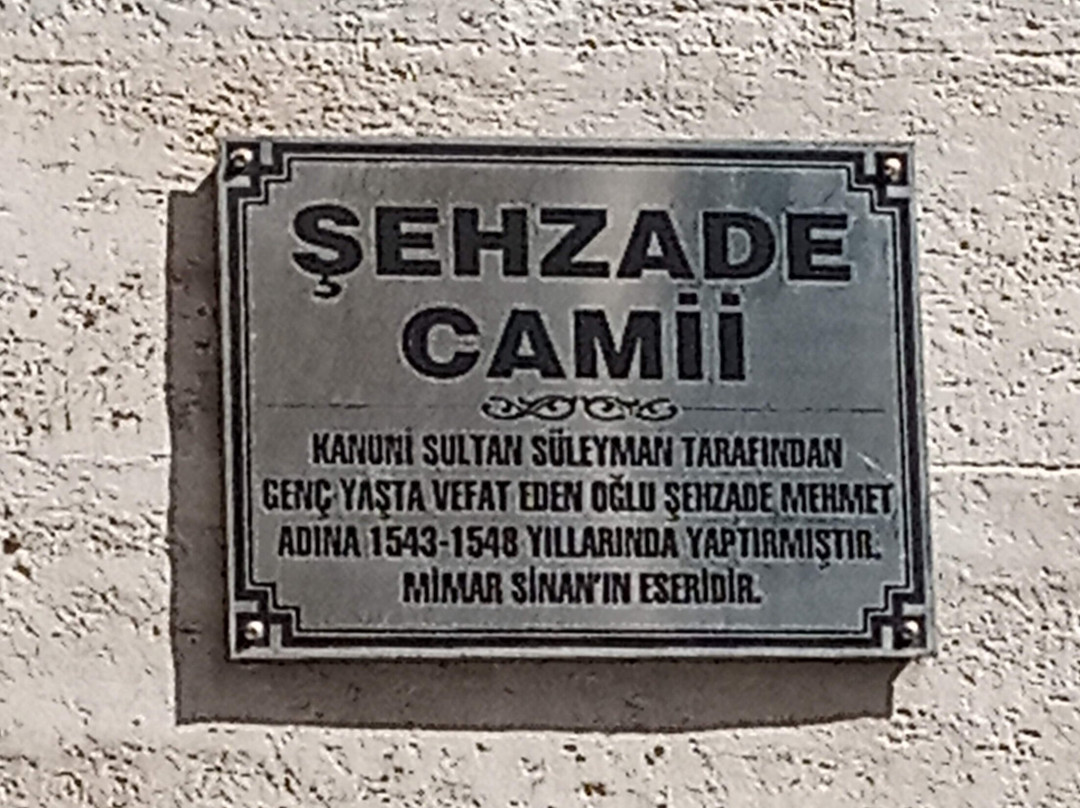 ŞEHZADE
CAMİİ
KANUNİ SULTAN SÜLEYMAN TARAFINDAN
GENÇ YAŞTA VEFAT EDEN OĞLU ŞEHZADE MEHMET
ADINA 1543-1548 YILLARINDA YAPTIRMIŞTIR.
MİMAR SİNAN'IN ESERİDİR.